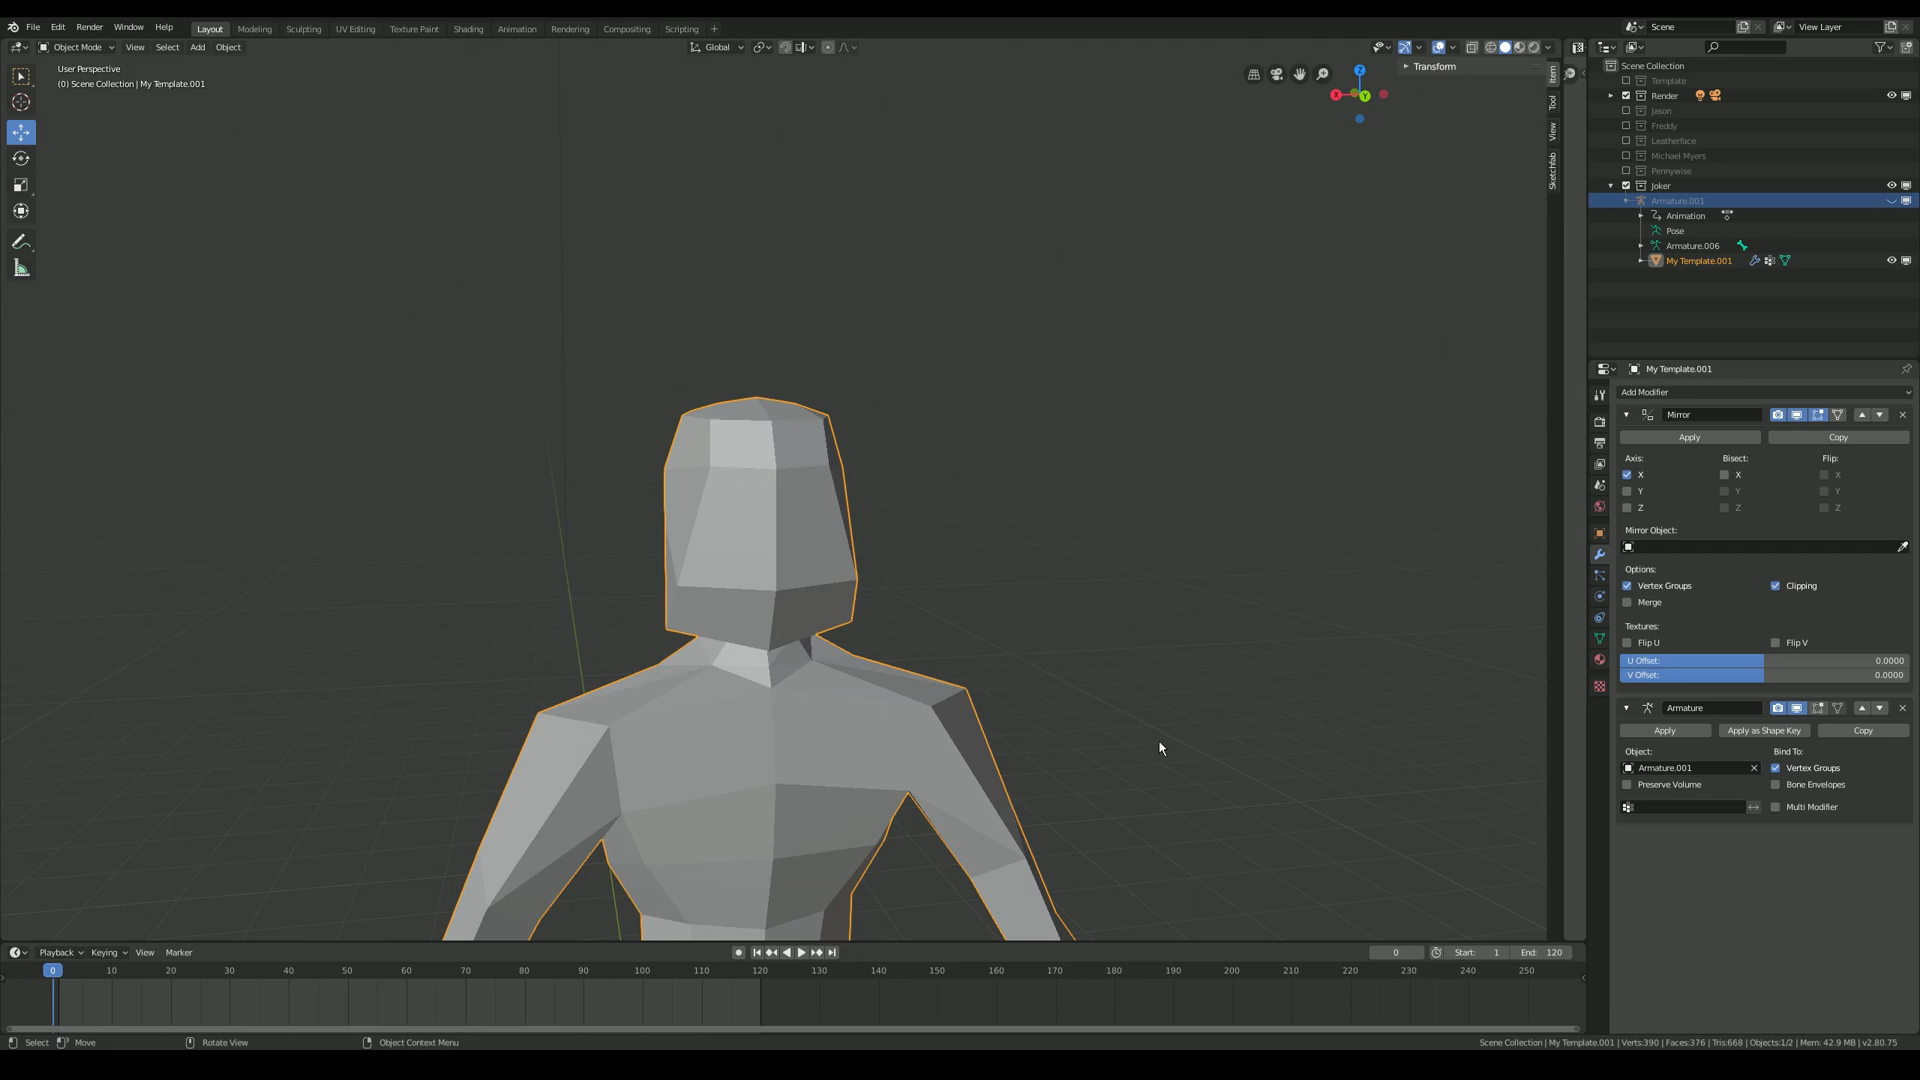 File Edit Render Window Help
Layout Modeling Sculpting UV Editing Texture Paint Shading Animation Rendering Compositing Scripting +
Scene
View Layer
Object Mode View Select Add Object
Global
User Perspective
(0) Scene Collection | My Template.001
Z
X
Y
Transform
Item
Tool
View
Sketchfab
Scene Collection
Template
Render
Jason
Freddy
Leatherface
Michael Myers
Pennywise
Joker
Armature.001
Animation
Pose
Armature.006
My Template.001
My Template.001
Add Modifier
Mirror
Apply Copy
Axis: Bisect: Flip:
X X X
Y Y Y
Z Z Z
Mirror Object:
Options:
Vertex Groups Clipping
Merge
Textures:
Flip U Flip V
U Offset: 0.0000
V Offset: 0.0000
Armature
Apply Apply as Shape Key Copy
Object: Bind To:
Armature.001 Vertex Groups
Preserve Volume Bone Envelopes
Multi Modifier
Playback Keying View Marker
0 Start: 1 End: 120
0 10 20 30 40 50 60 70 80 90 100 110 120 130 140 150 160 170 180 190 200 210 220 230 240 250
Select Move Rotate View Object Context Menu
Scene Collection | My Template.001 | Verts:390 | Faces:376 | Tris:668 | Objects:1/2 | Mem: 42.9 MB | v2.80.75